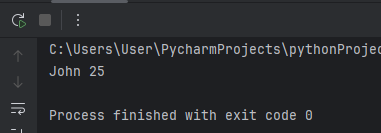 C:\Users\User\PycharmProjects\pythonProjec
John 25
Process finished with exit code 0